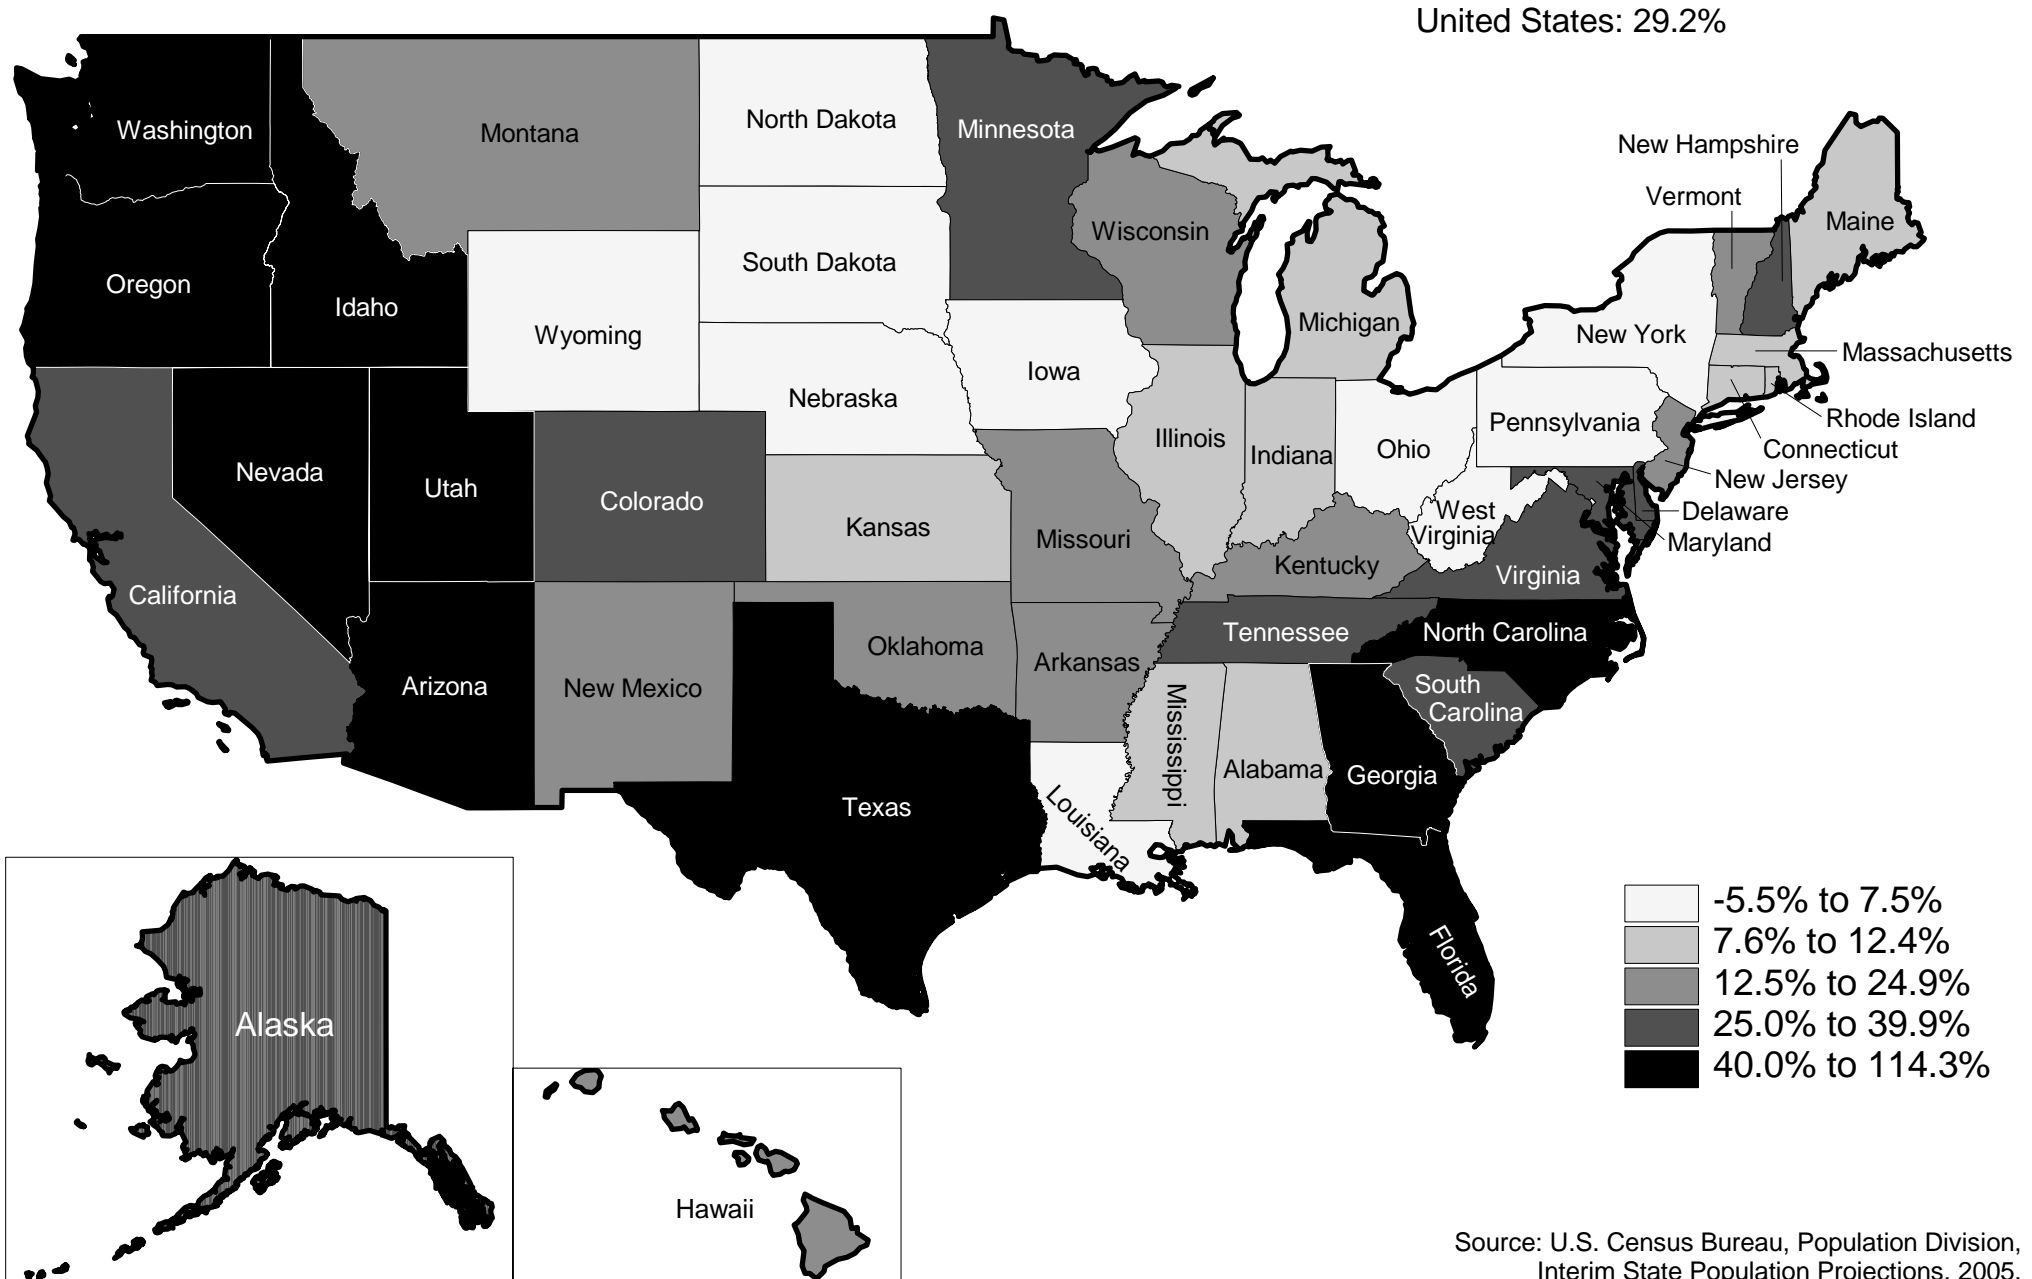 United States: 29.2%
Washington
Montana
North Dakota
Minnesota
New Hampshire
Vermont
Maine
Wisconsin
South Dakota
Oregon
Idaho
Wyoming
Michigan
New York
Massachusetts
Iowa
Nebraska
Rhode Island
Pennsylvania
Connecticut
Illinois
Indiana
Ohio
Nevada
Utah
Colorado
New Jersey
West
Virginia
Delaware
Kansas
Missouri
Maryland
Kentucky
Virginia
California
Tennessee
North Carolina
Oklahoma
Arkansas
Arizona
New Mexico
South
Carolina
Mississippi
Alabama
Georgia
Texas
Louisiana
Florida
-5.5% to 7.5%
7.6% to 12.4%
12.5% to 24.9%
25.0% to 39.9%
40.0% to 114.3%
Alaska
Hawaii
Source: U.S. Census Bureau, Population Division,
Interim State Population Projections, 2005.